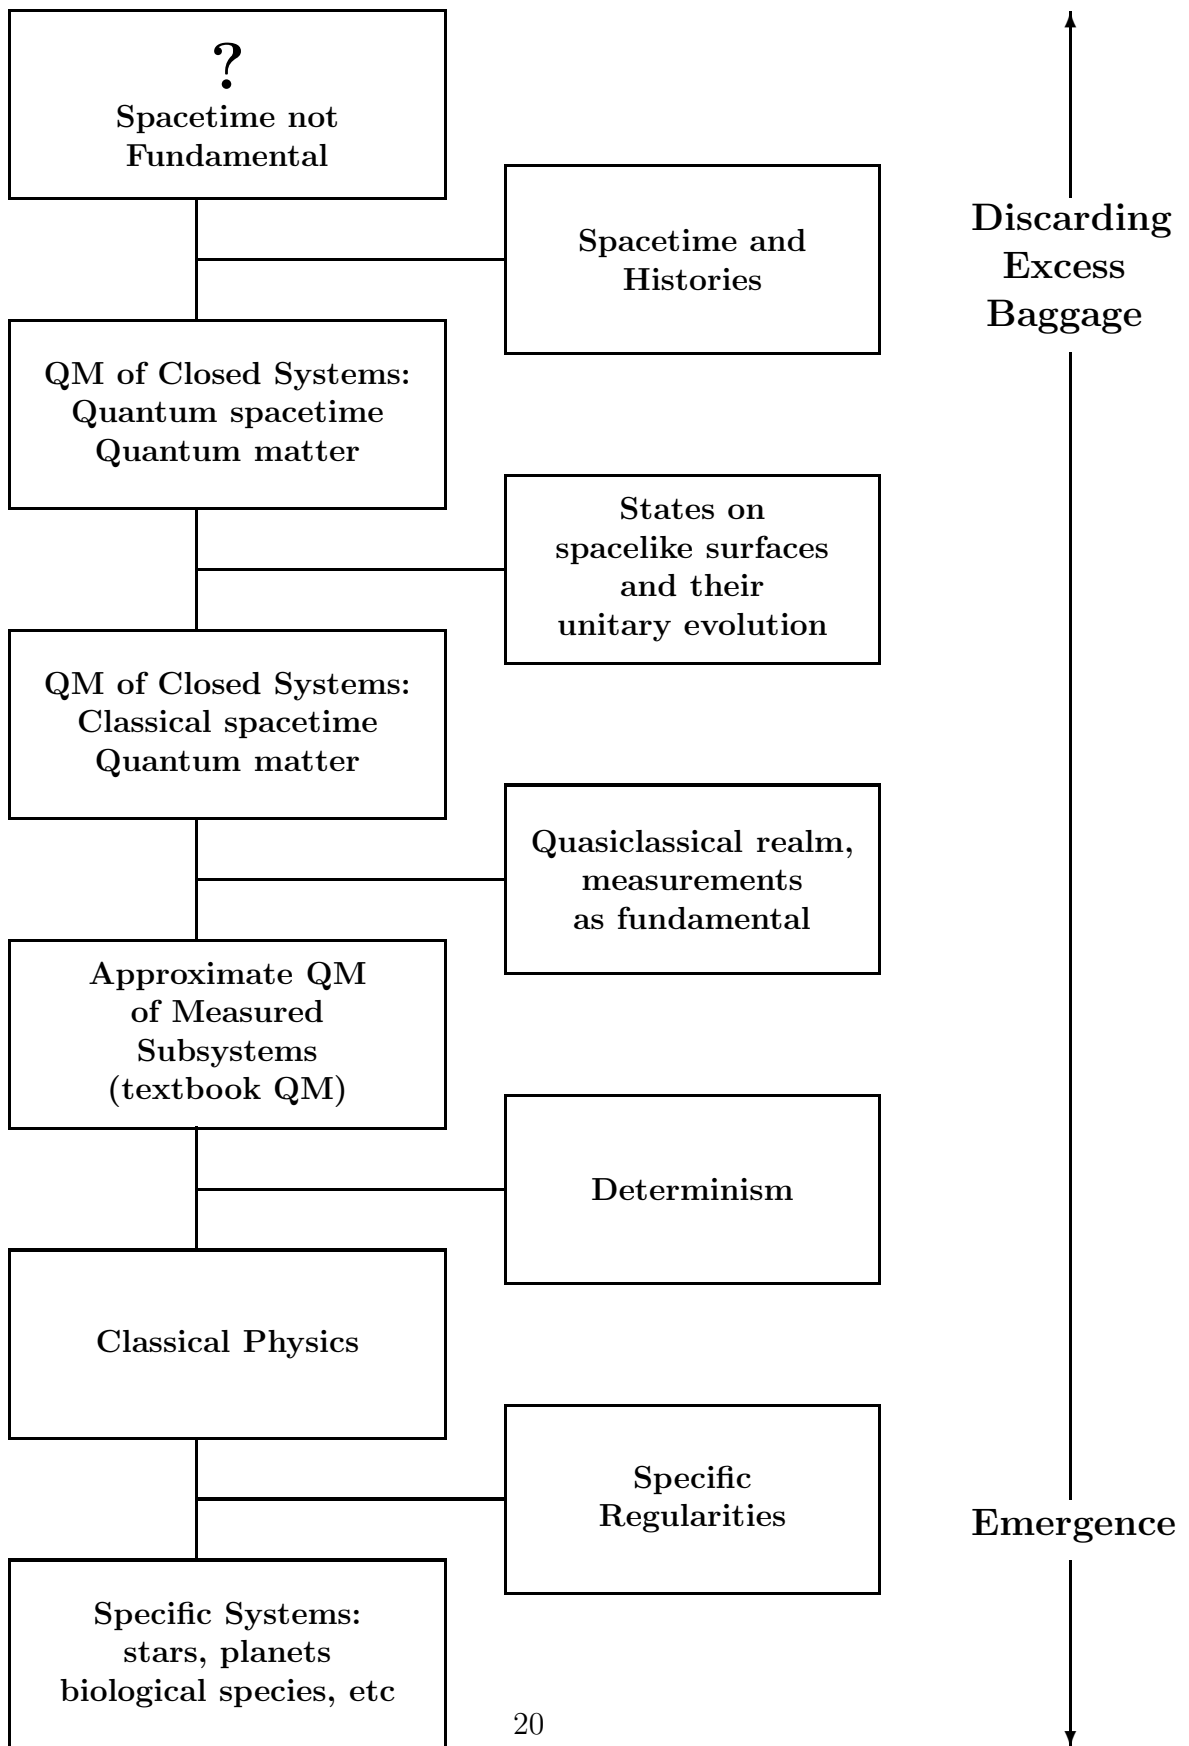 ?
Spacetime not
Fundamental
Spacetime and
Histories
Discarding
Excess
Baggage
QM of Closed Systems:
Quantum spacetime
Quantum matter
States on
spacelike surfaces
and their
unitary evolution
QM of Closed Systems:
Classical spacetime
Quantum matter
Quasiclassical realm,
measurements
as fundamental
Approximate QM
of Measured
Subsystems
(textbook QM)
Determinism
Classical Physics
Specific
Regularities
Emergence
Specific Systems:
stars, planets
biological species, etc
20